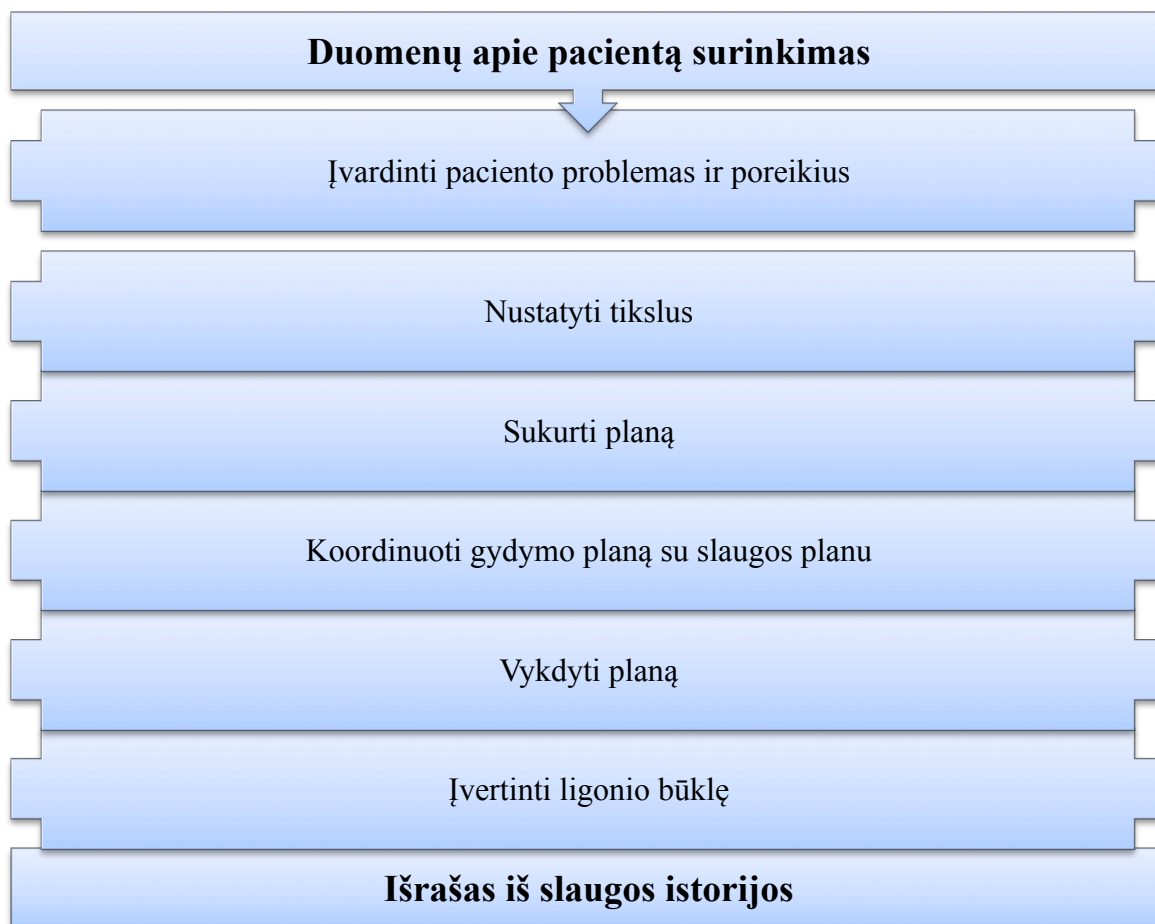 Duomenų apie pacientą surinkimas
Įvardinti paciento problemas ir poreikius
Nustatyti tikslus
Sukurti planą
Koordinuoti gydymo planą su slaugos planu
Vykdyti planą
Įvertinti ligonio būklę
Išrašas iš slaugos istorijos